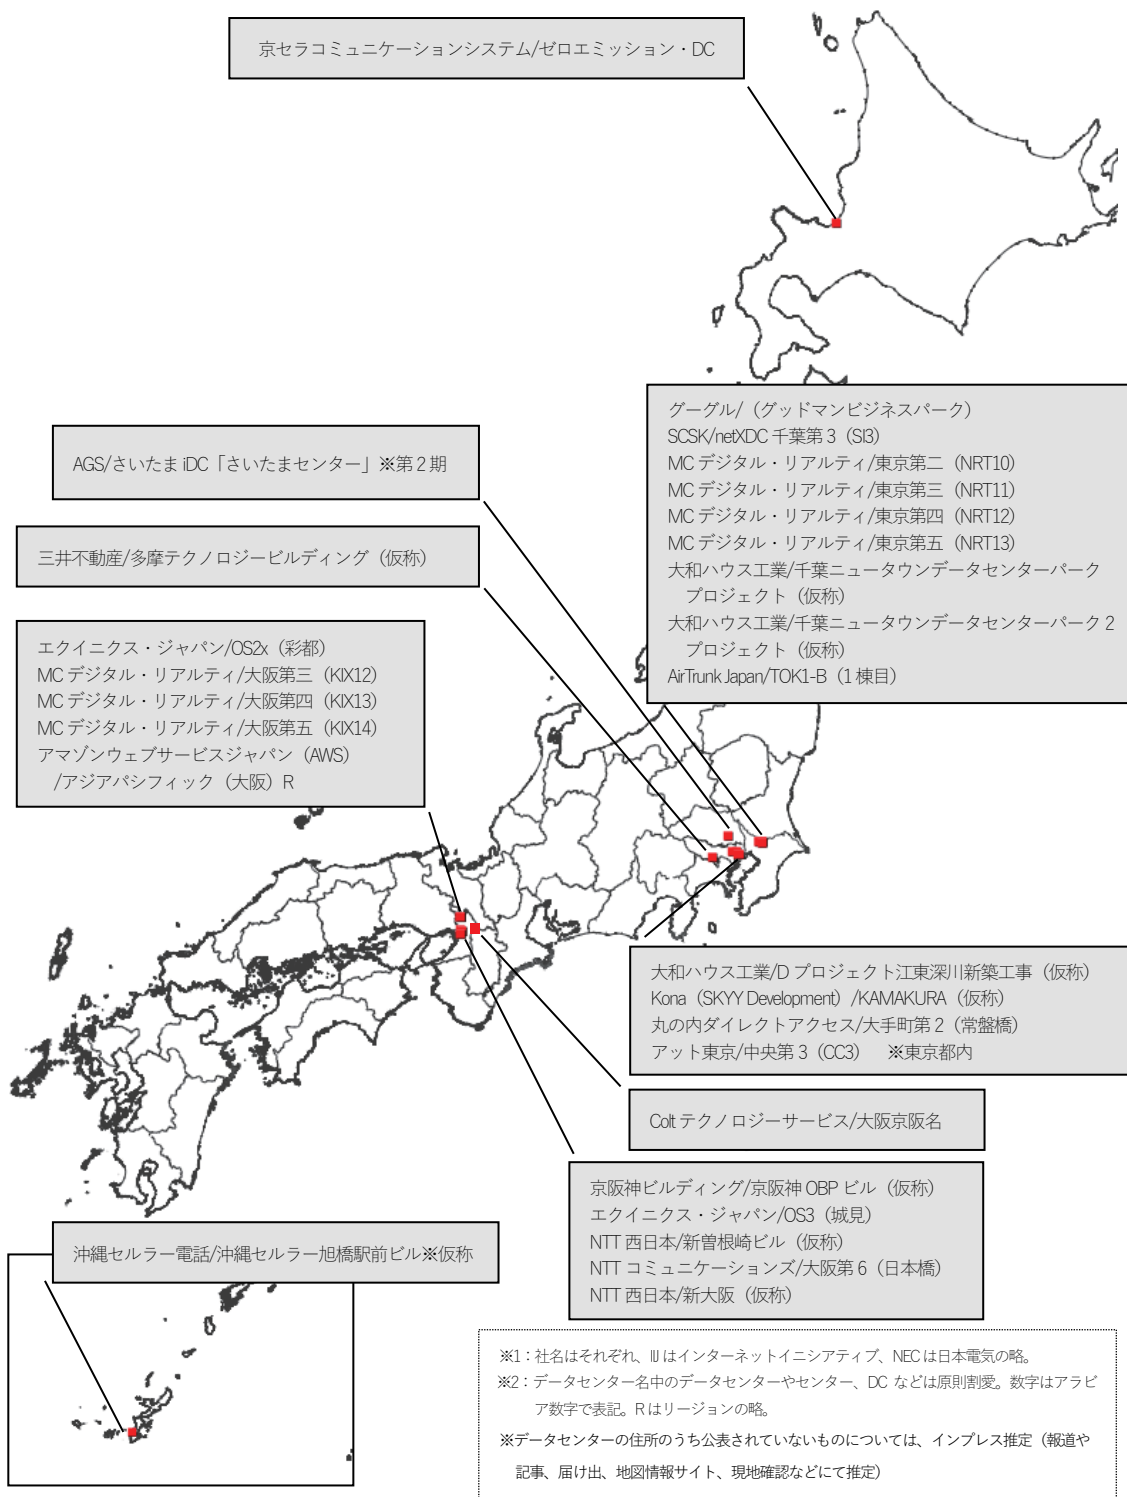 京セラコミュニケーションシステム/ゼロエミッション・DC
グーグル/（グッドマンビジネスパーク）
SCSK/netXDC 千葉第 3（SI3）
MC デジタル・リアルティ/東京第二（NRT10）
MC デジタル・リアルティ/東京第三（NRT11）
MC デジタル・リアルティ/東京第四（NRT12）
MC デジタル・リアルティ/東京第五（NRT13）
大和ハウス工業/千葉ニュータウンデータセンターパーク
プロジェクト（仮称）
大和ハウス工業/千葉ニュータウンデータセンターパーク 2
プロジェクト（仮称）
AirTrunk Japan/TOK1-B（1 棟目）
AGS/さいたま iDC「さいたまセンター」※第 2 期
三井不動産/多摩テクノロジービルディング（仮称）
エクイニクス・ジャパン/OS2x（彩都）
MC デジタル・リアルティ/大阪第三（KIX12）
MC デジタル・リアルティ/大阪第四（KIX13）
MC デジタル・リアルティ/大阪第五（KIX14）
アマゾンウェブサービスジャパン（AWS）
/アジアパシフィック（大阪）R
大和ハウス工業/D プロジェクト江東深川新築工事（仮称）
Kona（SKYY Development）/KAMAKURA（仮称）
丸の内ダイレクトアクセス/大手町第 2（常盤橋）
アット東京/中央第 3（CC3）　※東京都内
Colt テクノロジーサービス/大阪京阪名
京阪神ビルディング/京阪神 OBP ビル（仮称）
エクイニクス・ジャパン/OS3（城見）
NTT 西日本/新曽根崎ビル（仮称）
NTT コミュニケーションズ/大阪第 6（日本橋）
NTT 西日本/新大阪（仮称）
沖縄セルラー電話/沖縄セルラー旭橋駅前ビル※仮称
※1：社名はそれぞれ、IIJ はインターネットイニシアティブ、NEC は日本電気の略。
※2：データセンター名中のデータセンターやセンター、DC などは原則割愛。数字はアラビ
ア数字で表記。R はリージョンの略。
※データセンターの住所のうち公表されていないものについては、インプレス推定（報道や
記事、届け出、地図情報サイト、現地確認などにて推定）